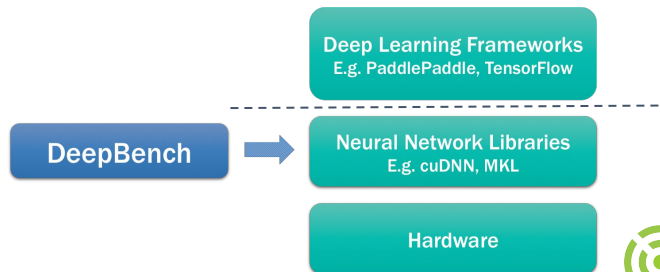 Deep Learning Frameworks
E.g. PaddlePaddle, TensorFlow
DeepBench
Neural Network Libraries
E.g. cuDNN, MKL
Hardware